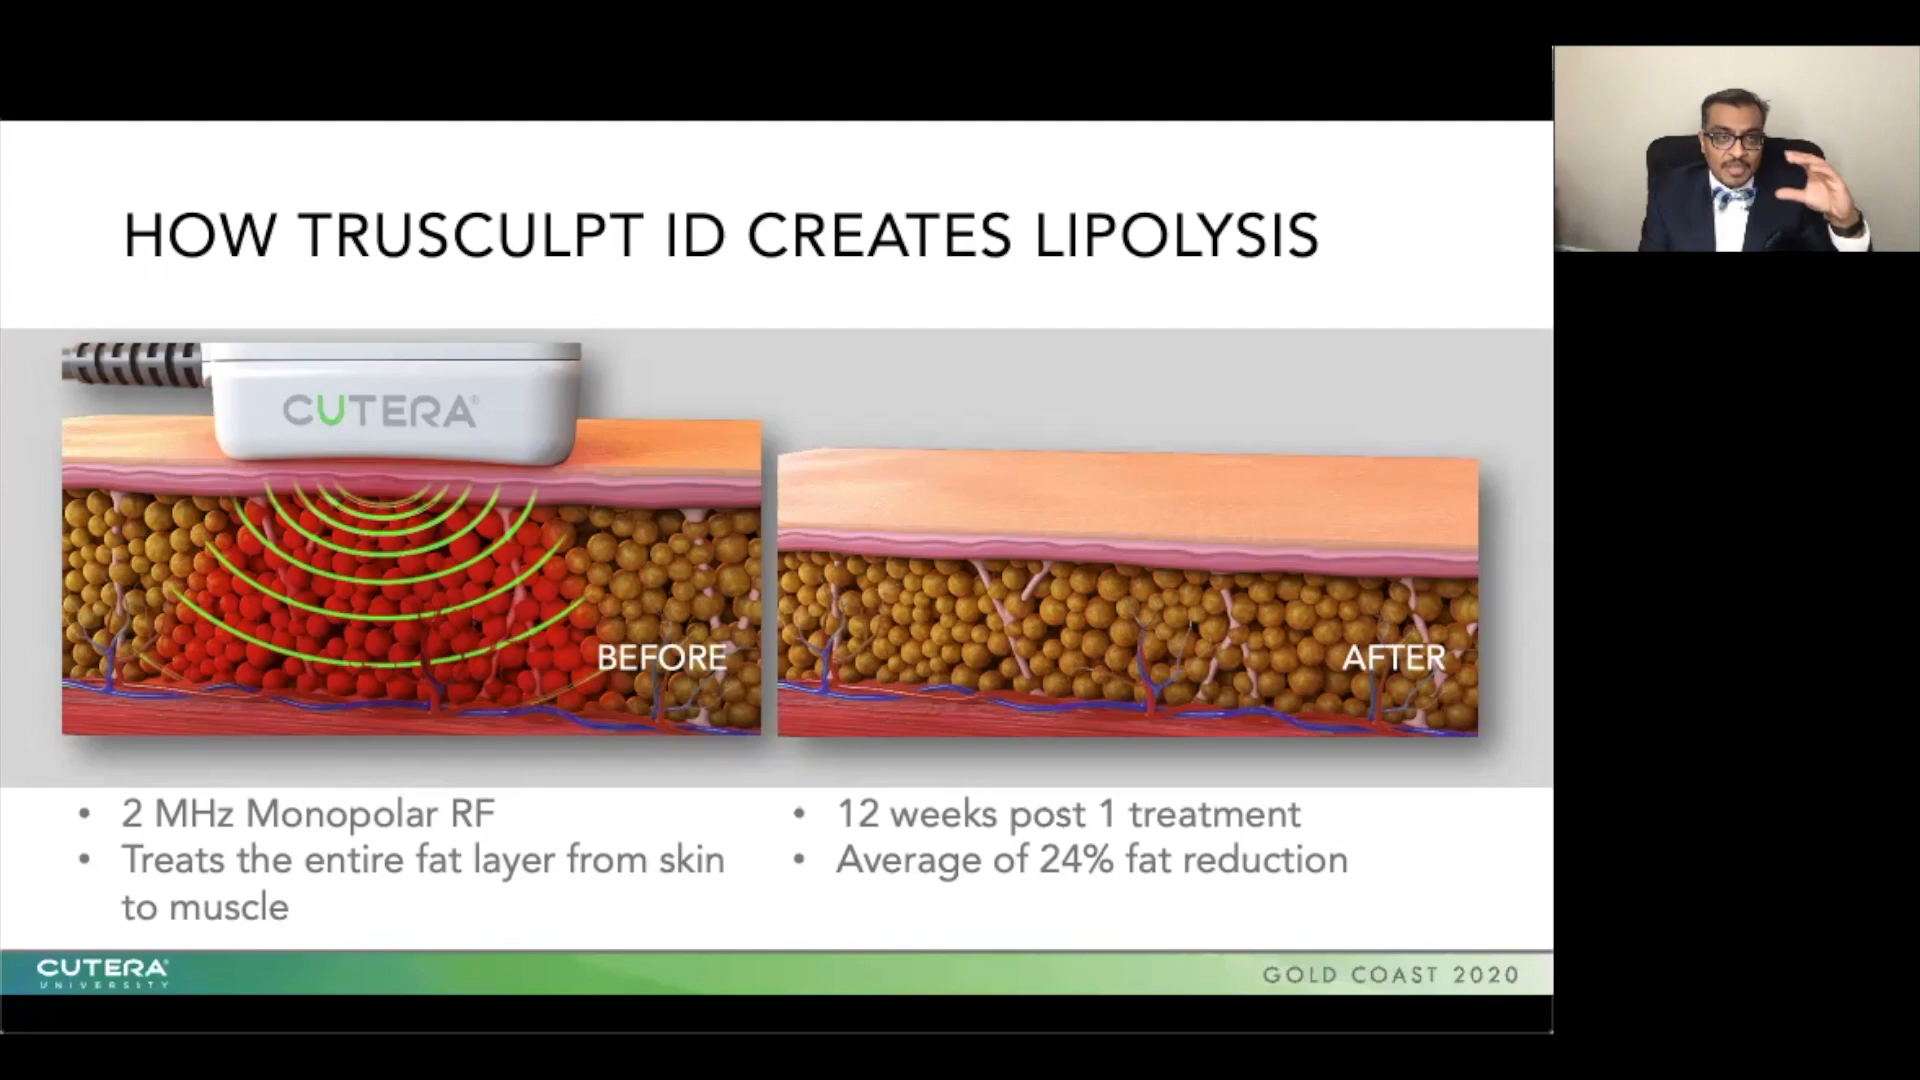 HOW TRUSCULPT ID CREATES LIPOLYSIS
CUTERA®
BEFORE
AFTER
• 2 MHz Monopolar RF
• Treats the entire fat layer from skin
to muscle
• 12 weeks post 1 treatment
• Average of 24% fat reduction
CUTERA®
UNIVERSITY
GOLD COAST 2020